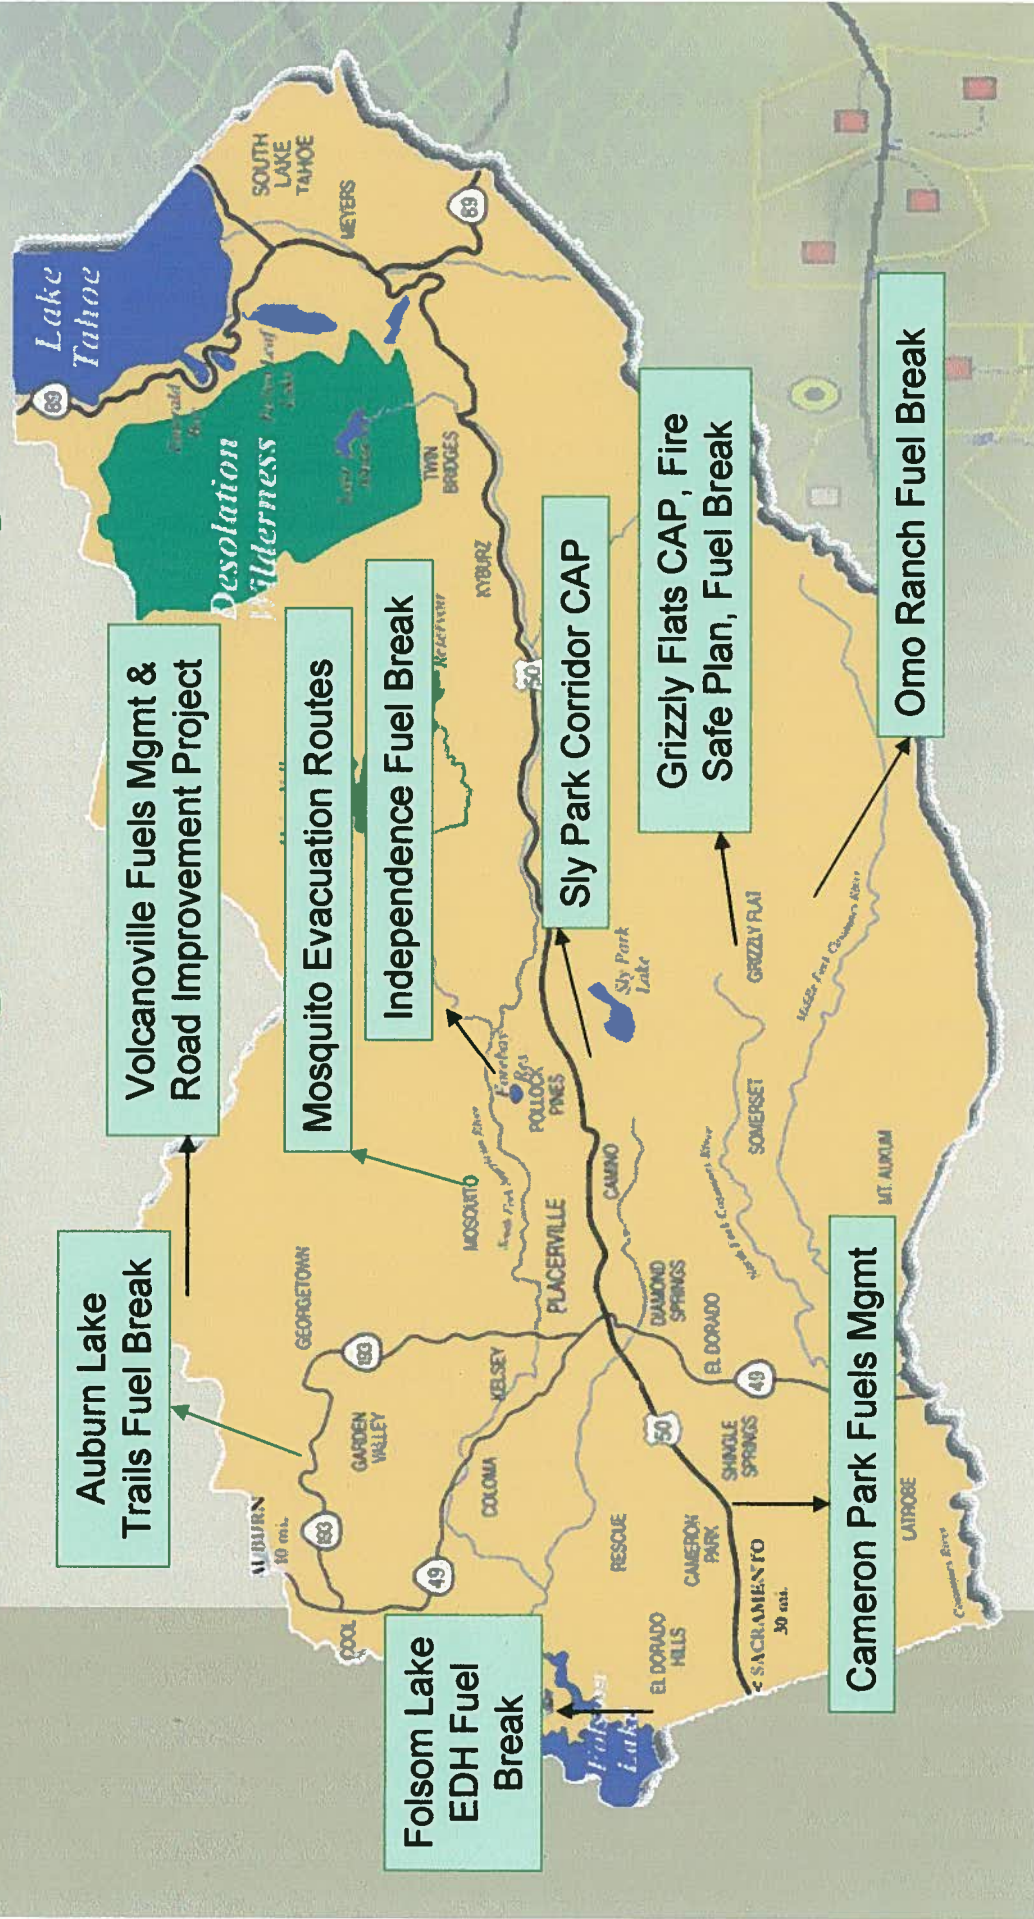 Auburn Lake
Trails Fuel Break
Volcanoville Fuels Mgmt &
Road Improvement Project
Mosquito Evacuation Routes
Independence Fuel Break
Folsom Lake
EDH Fuel
Break
Sly Park Corridor CAP
Grizzly Flats CAP, Fire
Safe Plan, Fuel Break
Omo Ranch Fuel Break
Cameron Park Fuels Mgmt
Lake
Tahoe
89
SOUTH
LAKE
TAHOE
MEYERS
89
Desolation
Wilderness
TWIN
BRIDGES
KYBURZ
Reservoir
50
AUBURN
10 mi.
COOL
193
GEORGETOWN
193
GARDEN
VALLEY
49
COLOMA
KELSEY
MOSQUITO
PLACERVILLE
POLLOCK
PINES
CAMINO
Sly Park
Lake
GRIZZLY FLAT
SOMERSET
MT. AUKUM
DIAMOND
SPRINGS
EL DORADO
49
50
SHINGLE
SPRINGS
RESCUE
CAMERON
PARK
LATROBE
EL DORADO
HILLS
SACRAMENTO
30 mi.
Lake